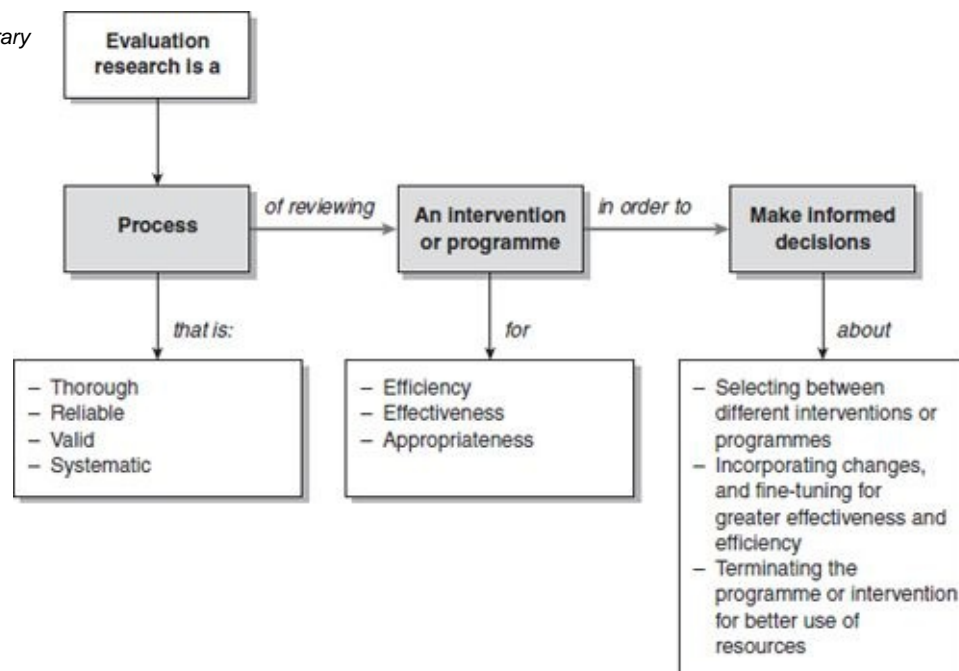 Evaluation
research is a
Process
of reviewing
An intervention
or programme
in order to
Make informed
decisions
that is:
– Thorough
– Reliable
– Valid
– Systematic
for
– Efficiency
– Effectiveness
– Appropriateness
about
– Selecting between
different interventions or
programmes
– Incorporating changes,
and fine-tuning for
greater effectiveness and
efficiency
– Terminating the
programme or intervention
for better use of
resources